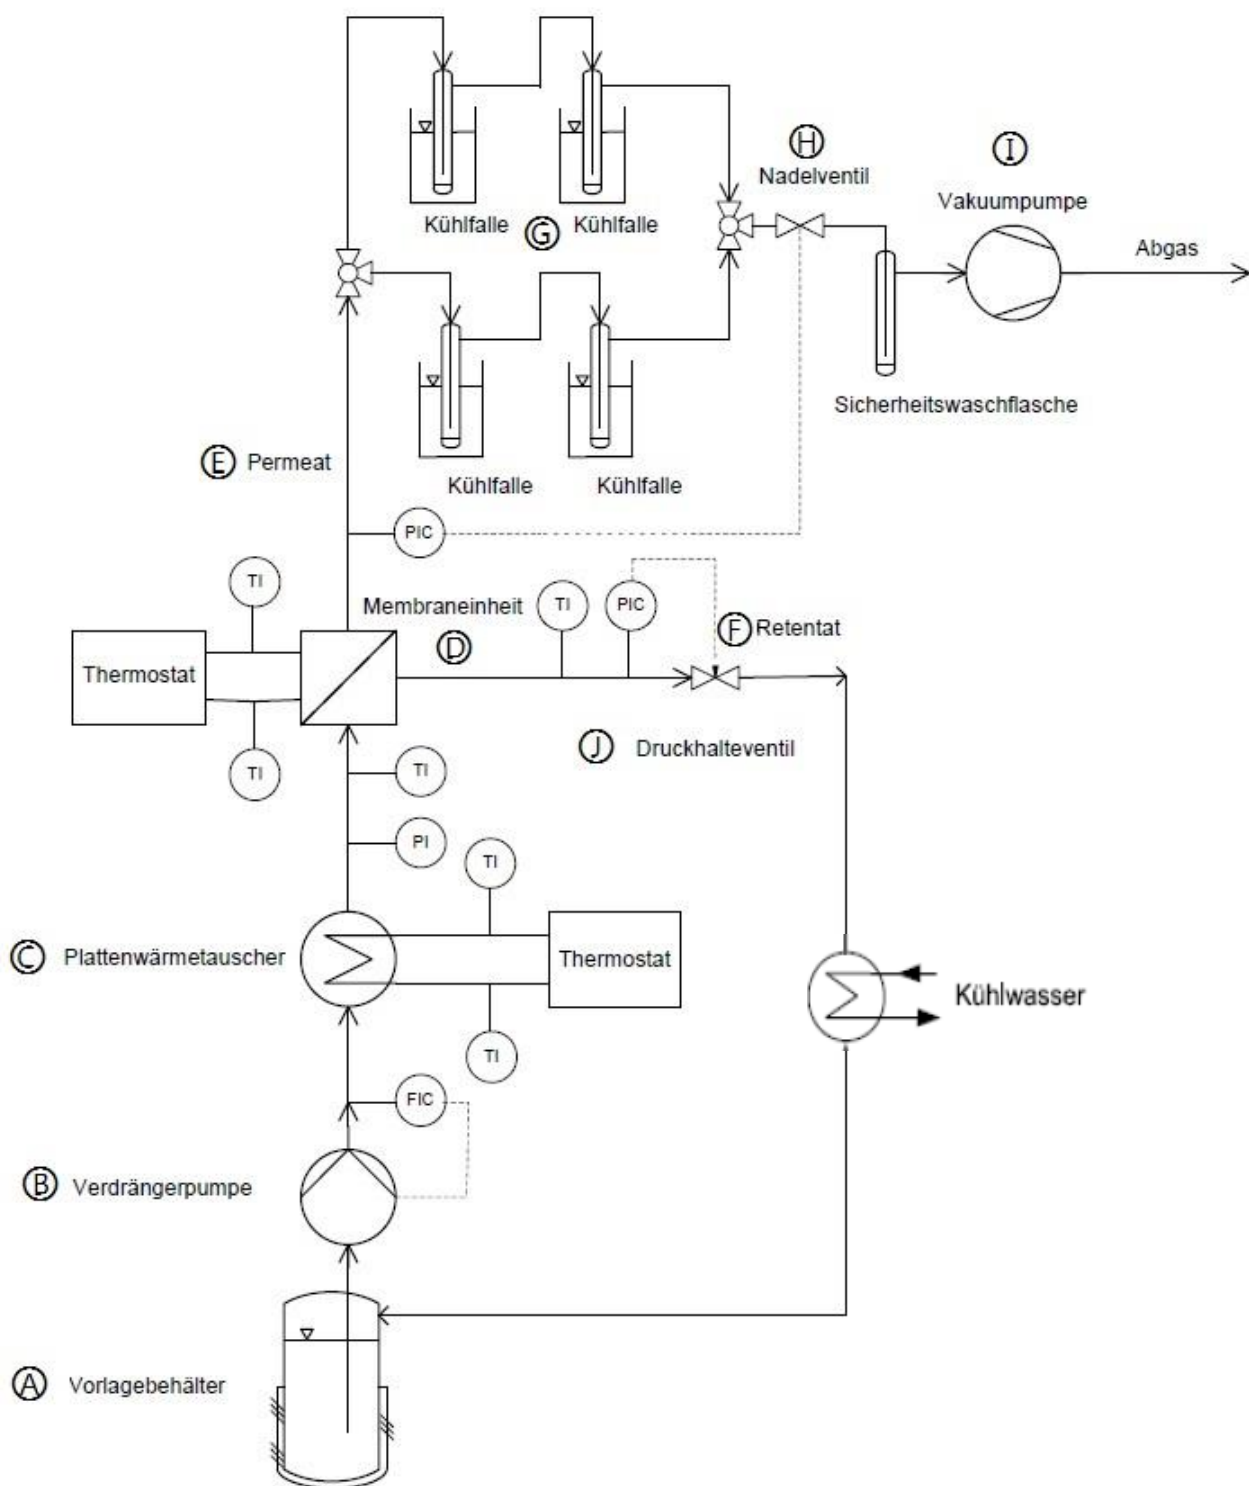 Ⓗ
Nadelventil
Ⓘ
Vakuumpumpe
Kühlfalle
Ⓖ
Kühlfalle
Abgas
Sicherheitswaschflasche
Ⓔ Permeat
Kühlfalle
Kühlfalle
PIC
TI
Membraneinheit
Ⓓ
TI
PIC
Ⓕ Retentat
Thermostat
TI
TI
Ⓙ Druckhalteventil
PI
TI
Ⓒ Plattenwärmetauscher
Thermostat
Kühlwasser
TI
FIC
Ⓑ Verdrängerpumpe
Ⓐ Vorlagebehälter